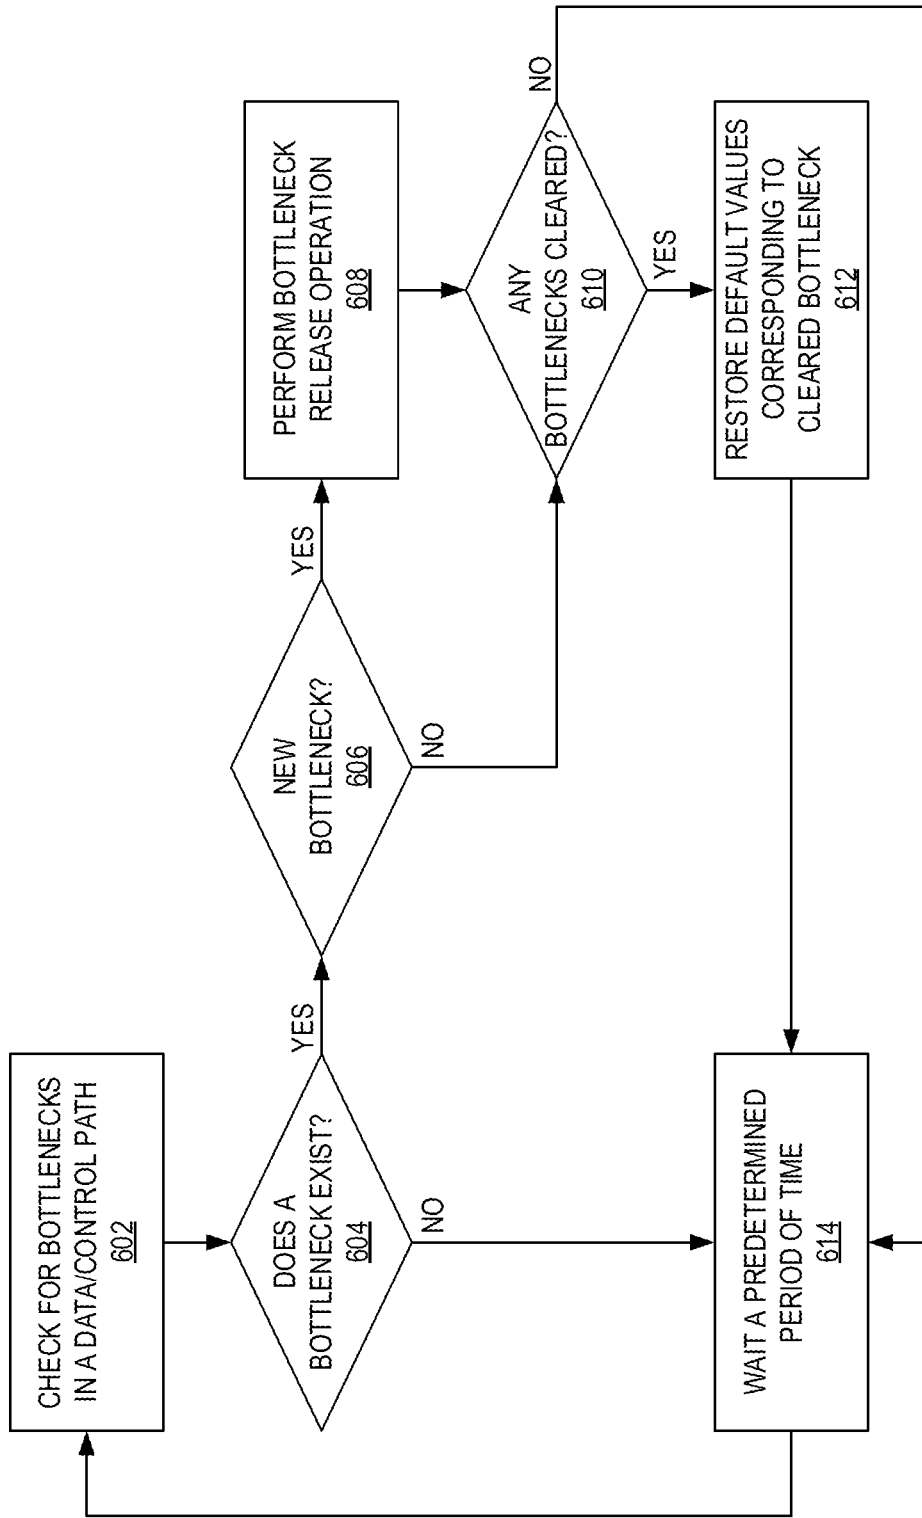 CHECK FOR BOTTLENECKS
IN A DATA/CONTROL PATH
602
DOES A
BOTTLENECK EXIST?
604
YES
NO
NEW
BOTTLENECK?
606
YES
NO
PERFORM BOTTLENECK
RELEASE OPERATION
608
ANY
BOTTLENECKS CLEARED?
610
NO
YES
RESTORE DEFAULT VALUES
CORRESPONDING TO
CLEARED BOTTLENECK
612
WAIT A PREDETERMINED
PERIOD OF TIME
614